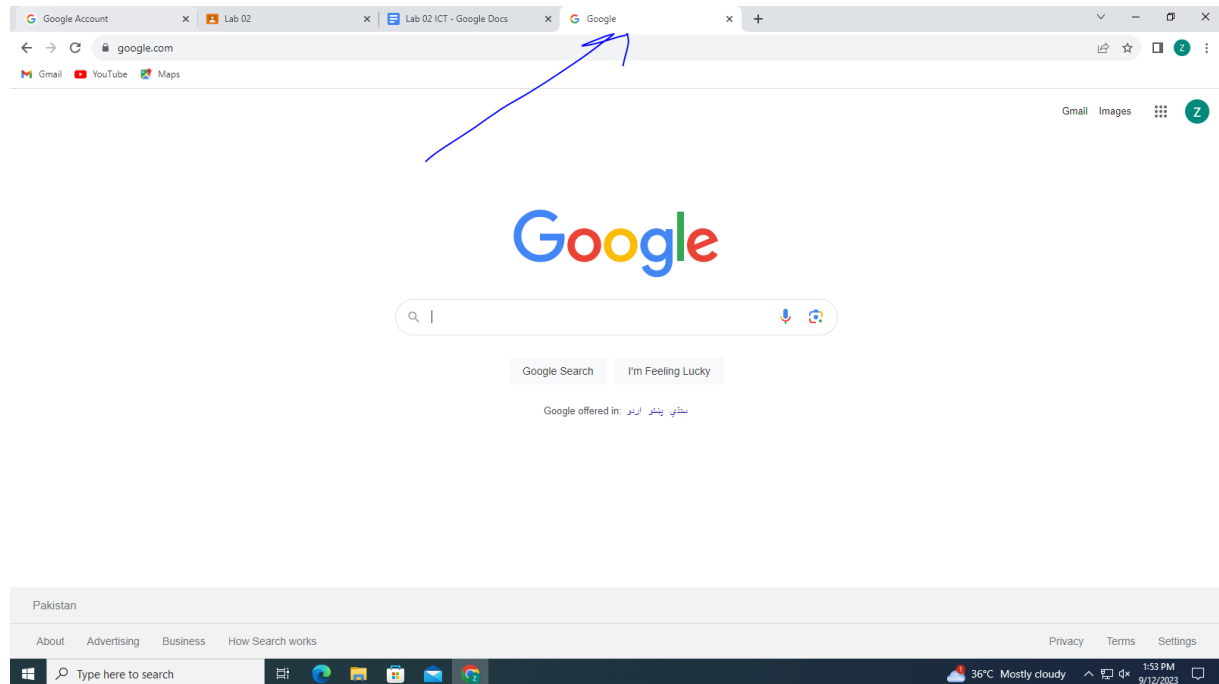 Google Account
Lab 02
Lab 02 ICT - Google Docs
Google
google.com
Gmail YouTube Maps
Gmail Images Z
Google
Google Search I'm Feeling Lucky
Google offered in: اردو پښتو سنڌي
Pakistan
About Advertising Business How Search works Privacy Terms Settings
Type here to search 36°C Mostly cloudy 1:53 PM
9/12/2023